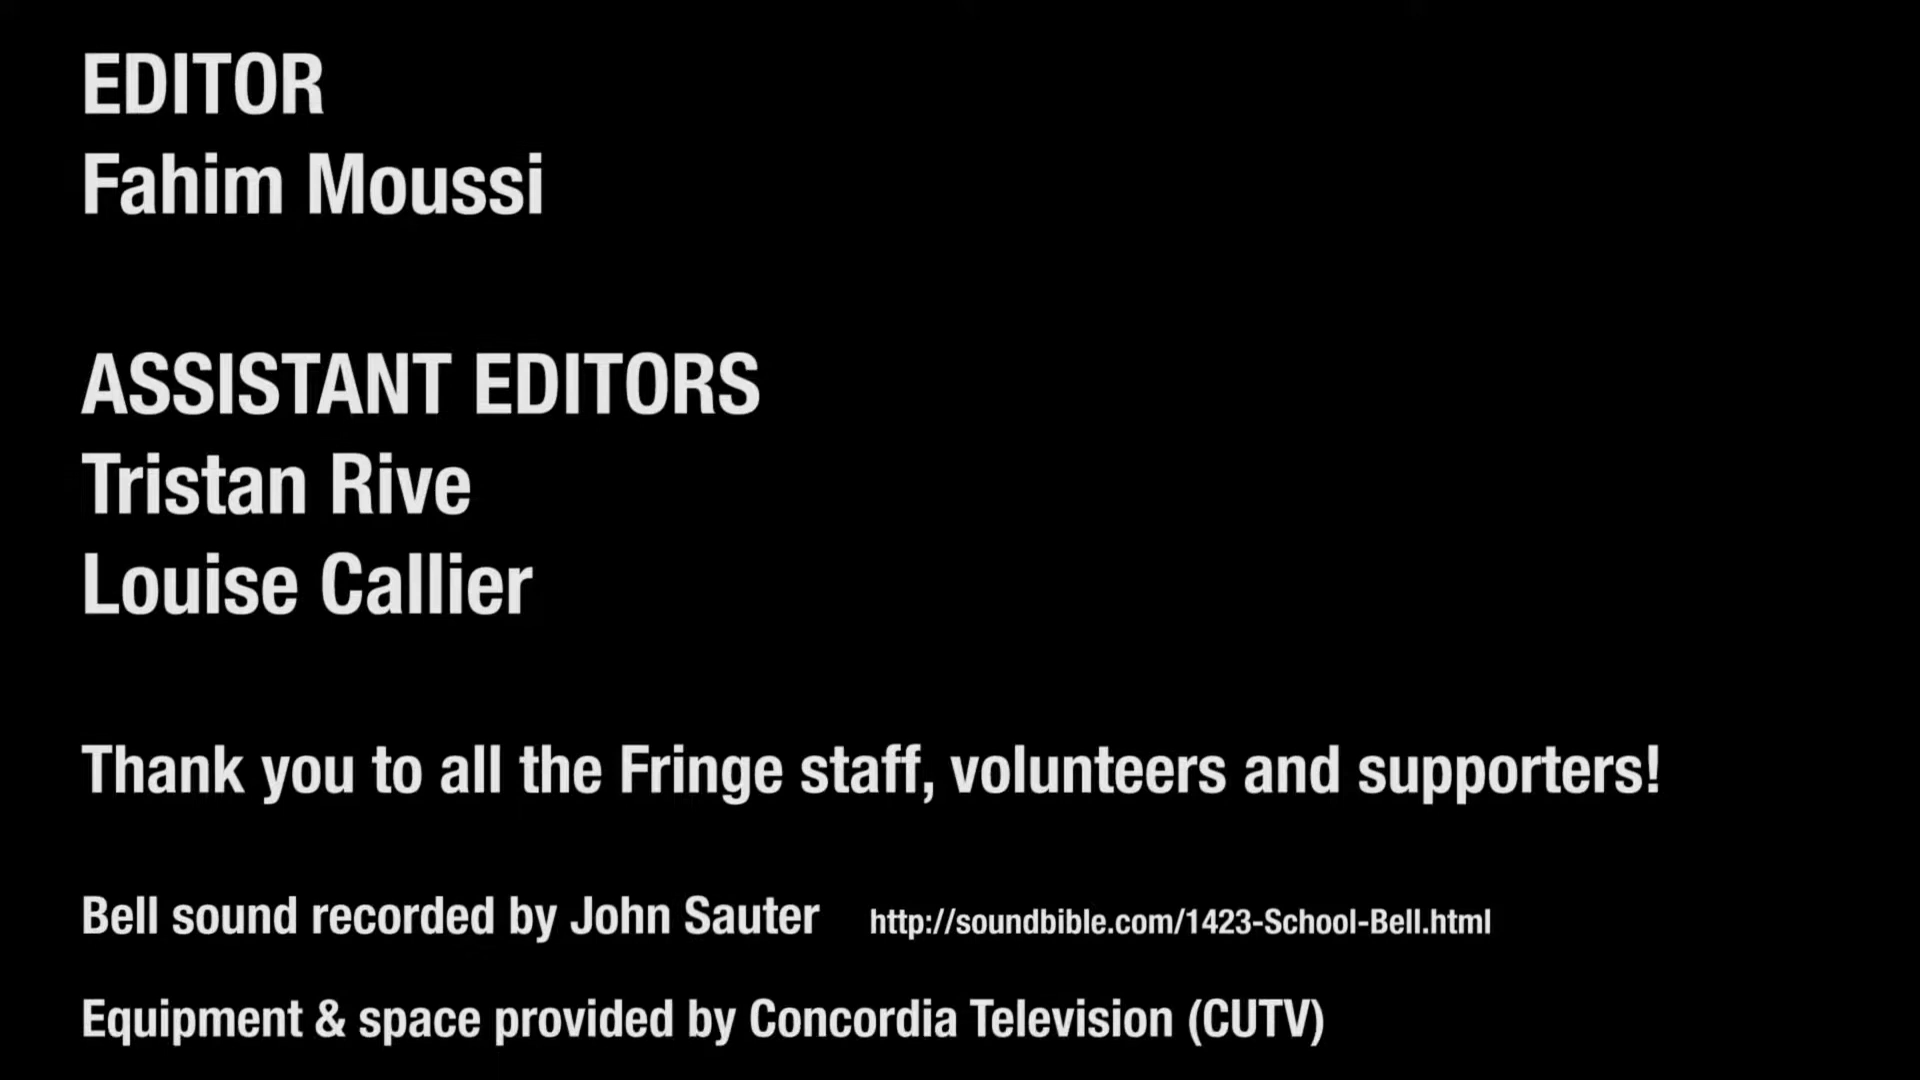 EDITOR
Fahim Moussi
ASSISTANT EDITORS
Tristan Rive
Louise Callier
Thank you to all the Fringe staff, volunteers and supporters!
Bell sound recorded by John Sauter http://soundbible.com/1423-School-Bell.html
Equipment & space provided by Concordia Television (CUTV)